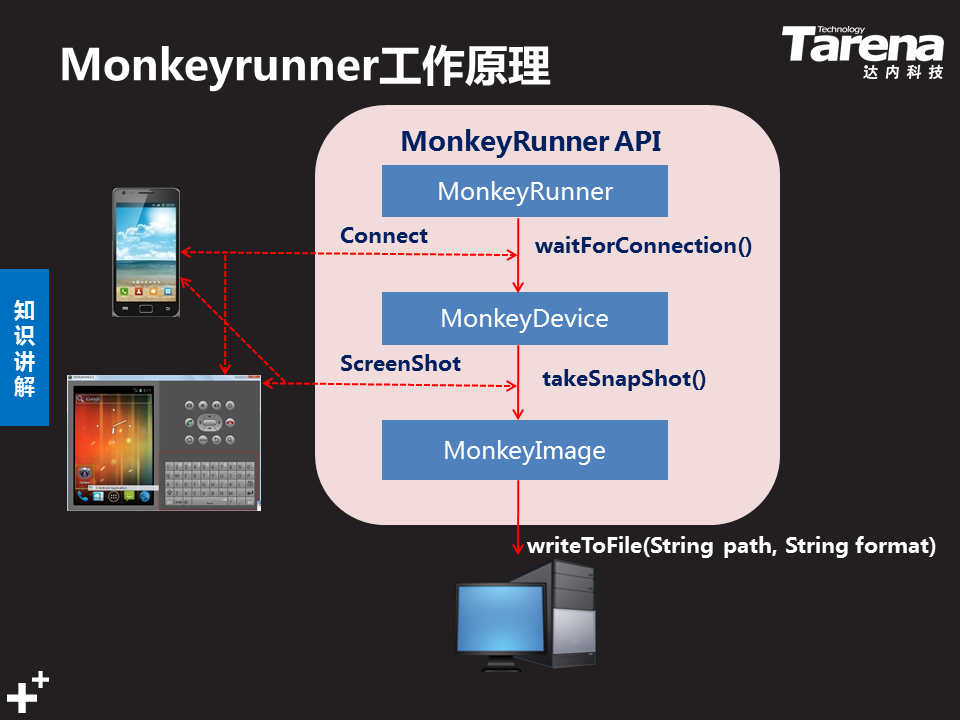 Monkeyrunner工作原理
Technology
Tarena
达内科技
MonkeyRunner API
MonkeyRunner
Connect
waitForConnection()
知识讲解
MonkeyDevice
ScreenShot
takeSnapShot()
MonkeyImage
writeToFile(String path, String format)